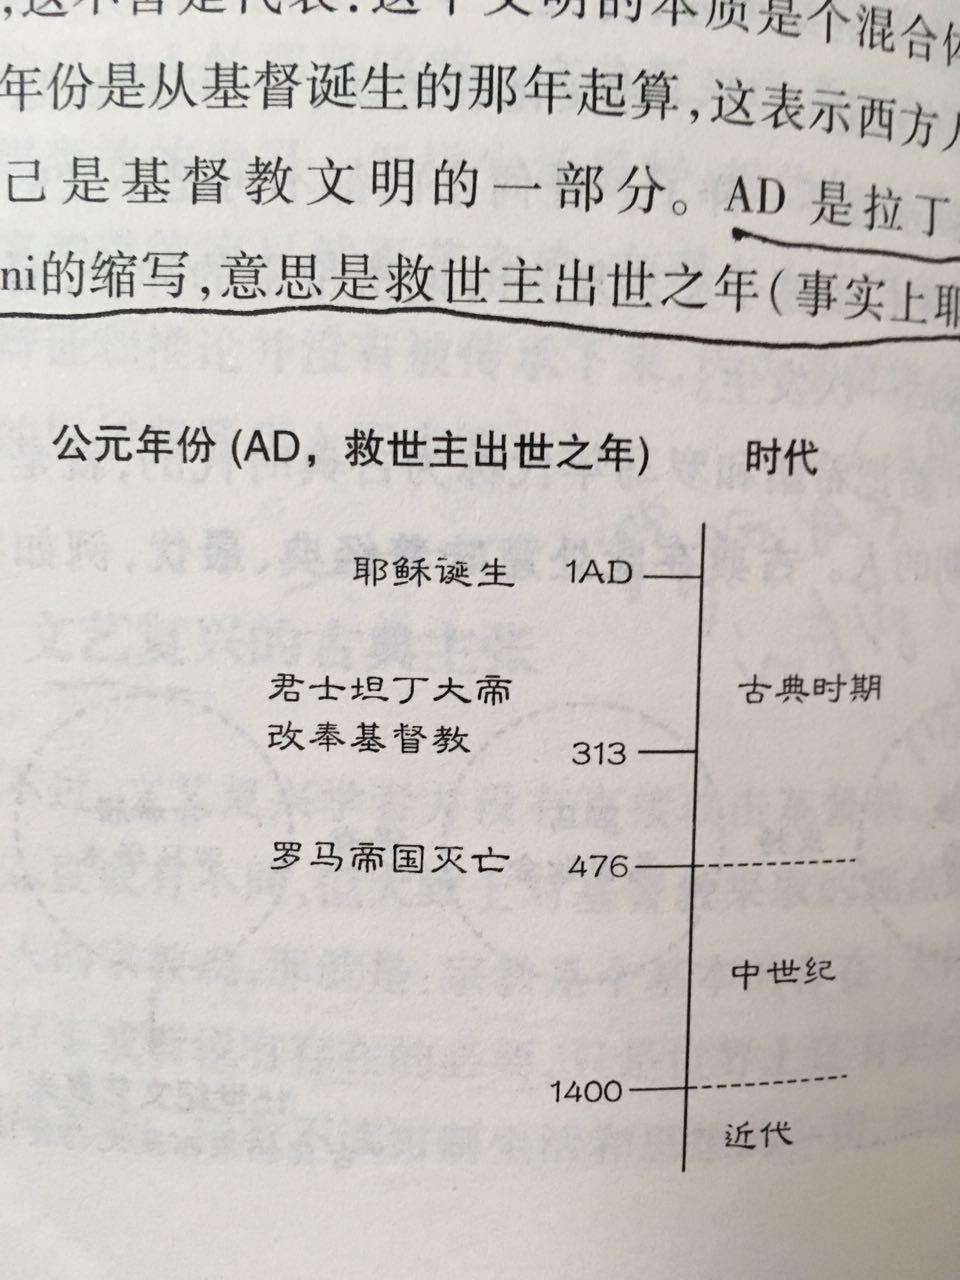 ,这不啻是代表:这个文明的本质是个混合体
年份是从基督诞生的那年起算,这表示西方
己是基督教文明的一部分。AD 是拉丁
ni的缩写,意思是救世主出世之年(事实上耶
公元年份 (AD, 救世主出世之年) 时代
耶稣诞生 1AD
君士坦丁大帝 古典时期
改奉基督教 313
罗马帝国灭亡 476
中世纪
1400
近代